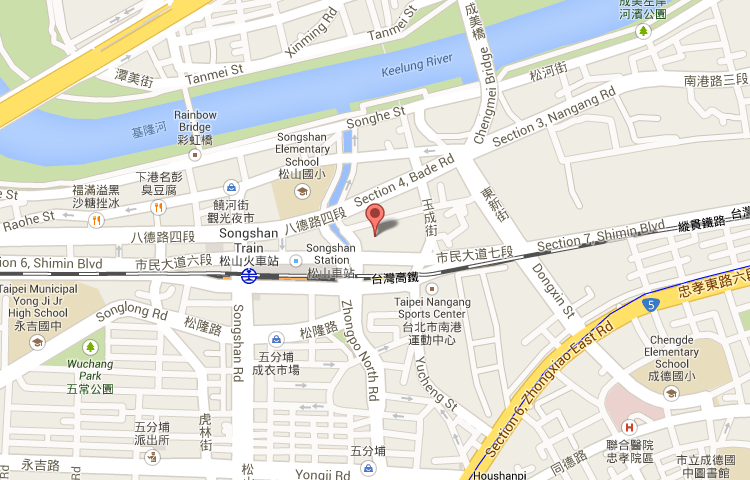 成美左岸
河濱公園
成美橋
Xinming Rd
Tanmei St
潭美街
Tanmei St
Keelung River
Chengmei Bridge
松河街
南港路三段
Rainbow
Bridge
彩虹橋
基隆河
Songhe St
Section 3, Nangang Rd
Songshan
Elementary
School
松山國小
Section 4, Bade Rd
下港名彭
臭豆腐
福滿溢黑
沙糖挫冰
饒河街
觀光夜市
Raohe St
八德路四段
八德路四段
玉成街
東新街
Songshan
Train
松山火車站
Songshan
Station
松山車站
市民大道七段
Section 7, Shimin Blvd
縱貫鐵路
台灣
ion 6, Shimin Blvd
市民大道六段
台灣高鐵
忠孝東路六段
5
Taipei Municipal
Yong Ji Jr
High School
永吉國中
Songlong Rd
松隆路
松隆路
Songshan Rd
Zhongpo North Rd
Taipei Nangang
Sports Center
台北市南港
運動中心
Dongxin St
Section 6, Zhongxiao East Rd
Chengde
Elementary
School
成德國小
Wuchang
Park
五常公園
五分埔
成衣市場
Yucheng St
虎林街
五分埔
派出所
五分埔
H
聯合醫院
忠孝院區
永吉路
松山
Yongji Rd
Houshanpi
同德路
市立成德國
中圖書館